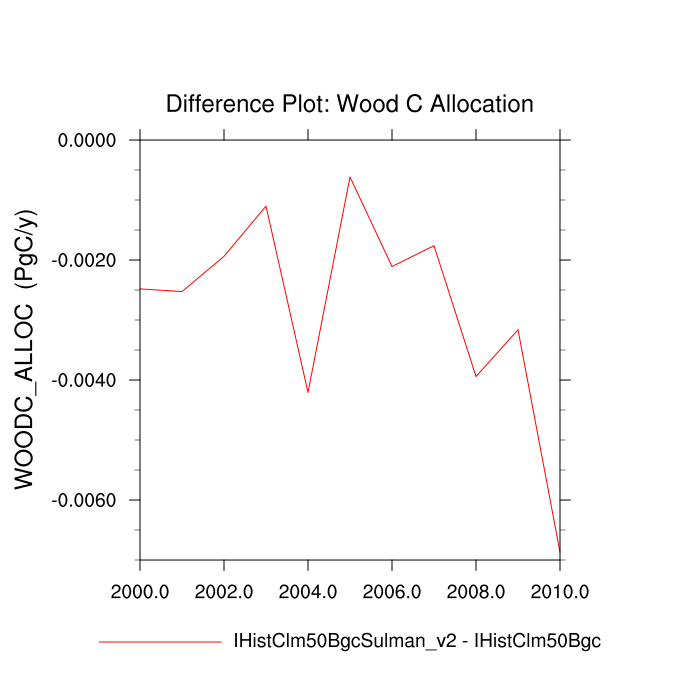 Difference Plot: Wood C Allocation
WOODC_ALLOC (PgC/y)
0.0000
-0.0020
-0.0040
-0.0060
2000.0 2002.0 2004.0 2006.0 2008.0 2010.0
IHistClm50BgcSulman_v2 - IHistClm50Bgc